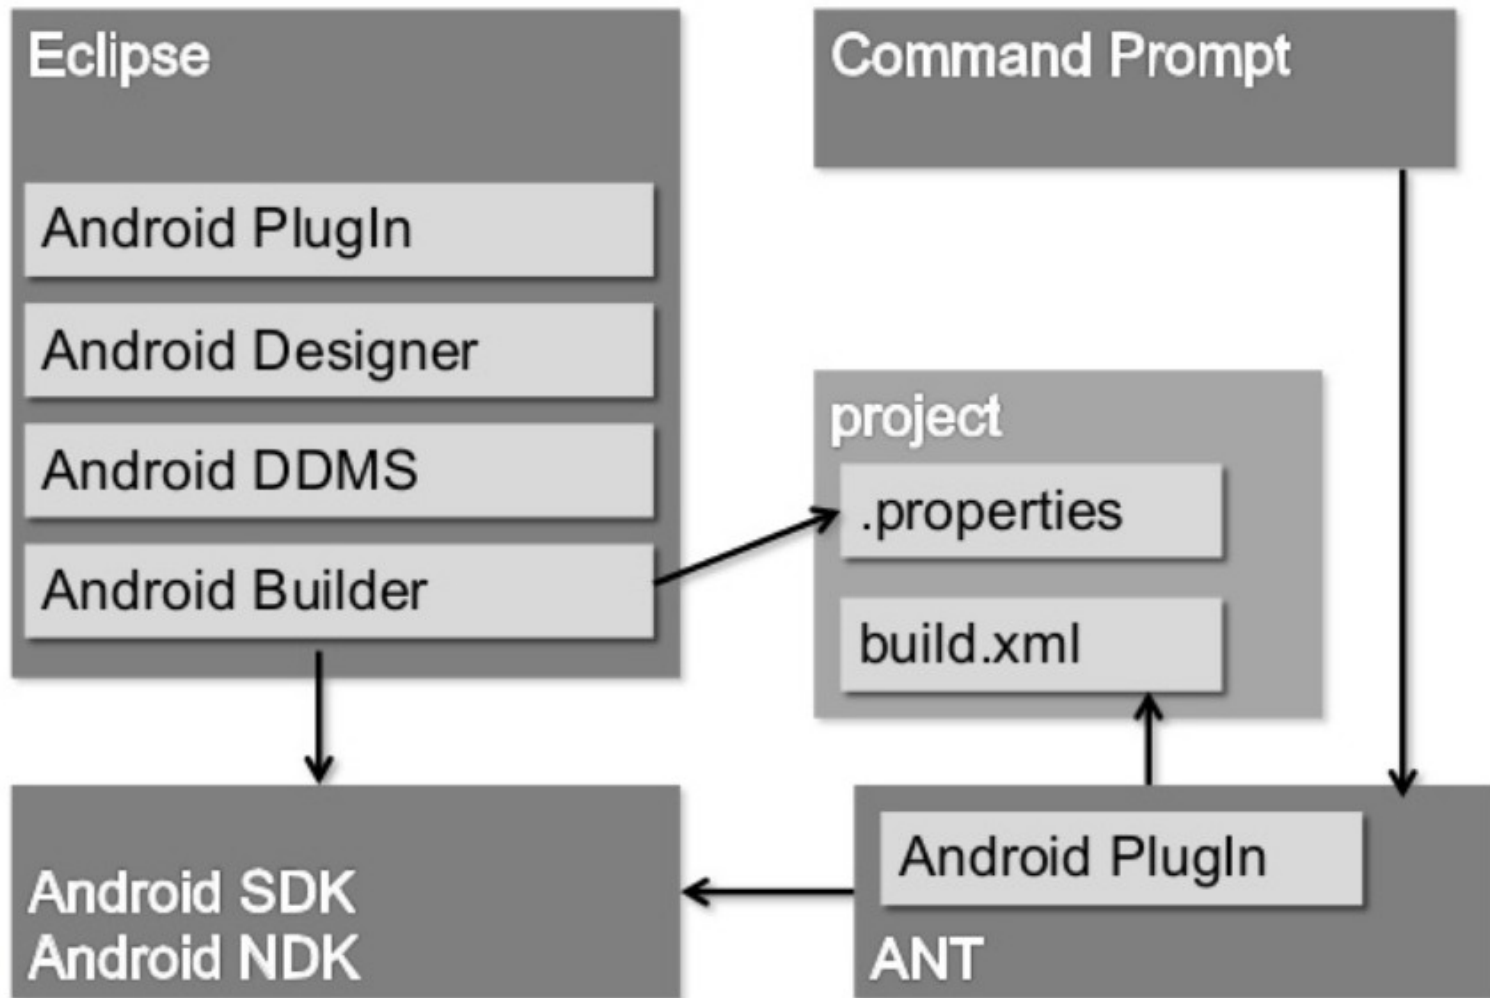 Eclipse
Android PlugIn
Android Designer
Android DDMS
Android Builder
Command Prompt
project
.properties
build.xml
Android SDK
Android NDK
Android PlugIn
ANT